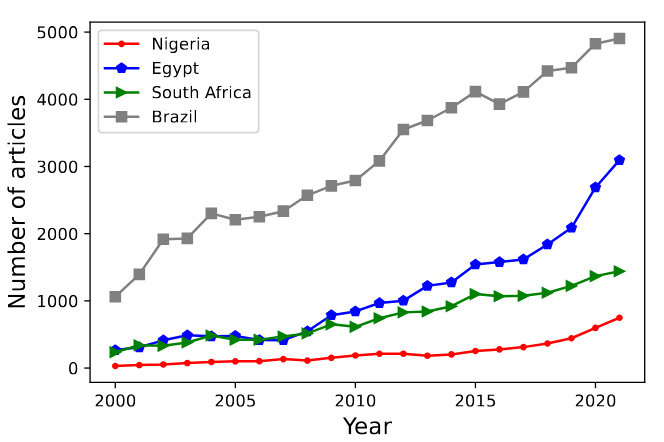 Nigeria
Egypt
South Africa
Brazil
5000
4000
3000
2000
1000
0
Number of articles
2000 2005 2010 2015 2020
Year